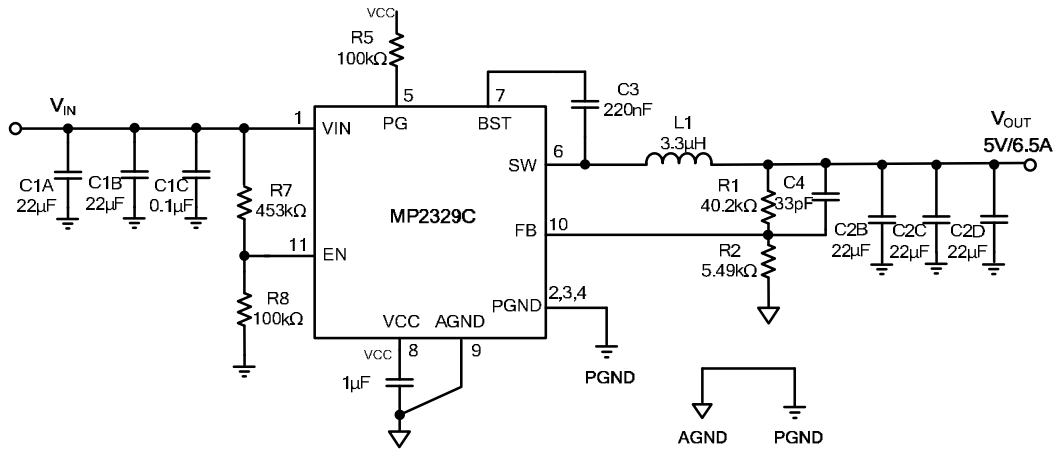 VCC
R5
100kΩ
5
7
C3
220nF
V_IN
1
VIN
PG
BST
L1
3.3µH
V_OUT
5V/6.5A
SW
6
C1A
22µF
C1B
22µF
C1C
0.1µF
R7
453kΩ
MP2329C
R1
40.2kΩ
C4
33pF
FB
10
C2B
22µF
C2C
22µF
C2D
22µF
11
EN
R2
5.49kΩ
R8
100kΩ
PGND
2,3,4
VCC
AGND
VCC
8
9
1µF
PGND
AGND
PGND